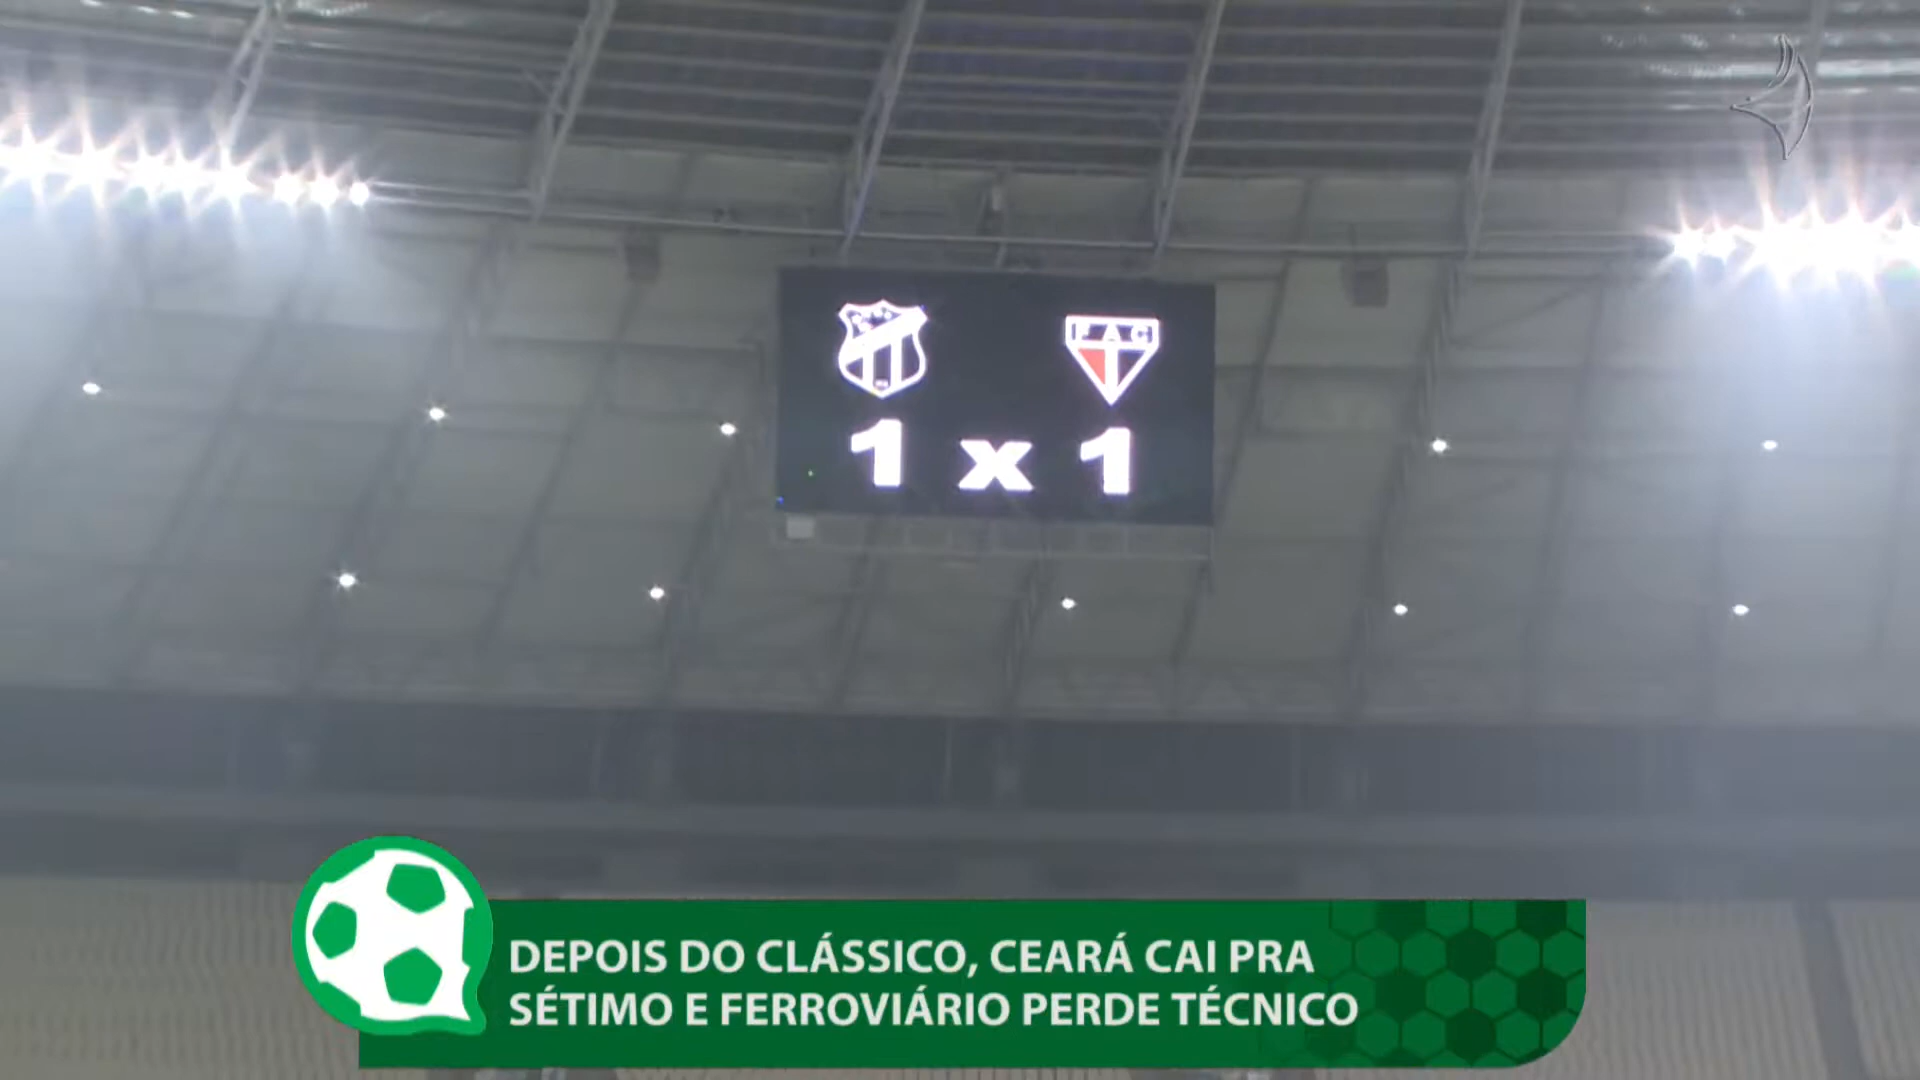 FAC
1 x 1
DEPOIS DO CLÁSSICO, CEARÁ CAI PRA
SÉTIMO E FERROVIÁRIO PERDE TÉCNICO